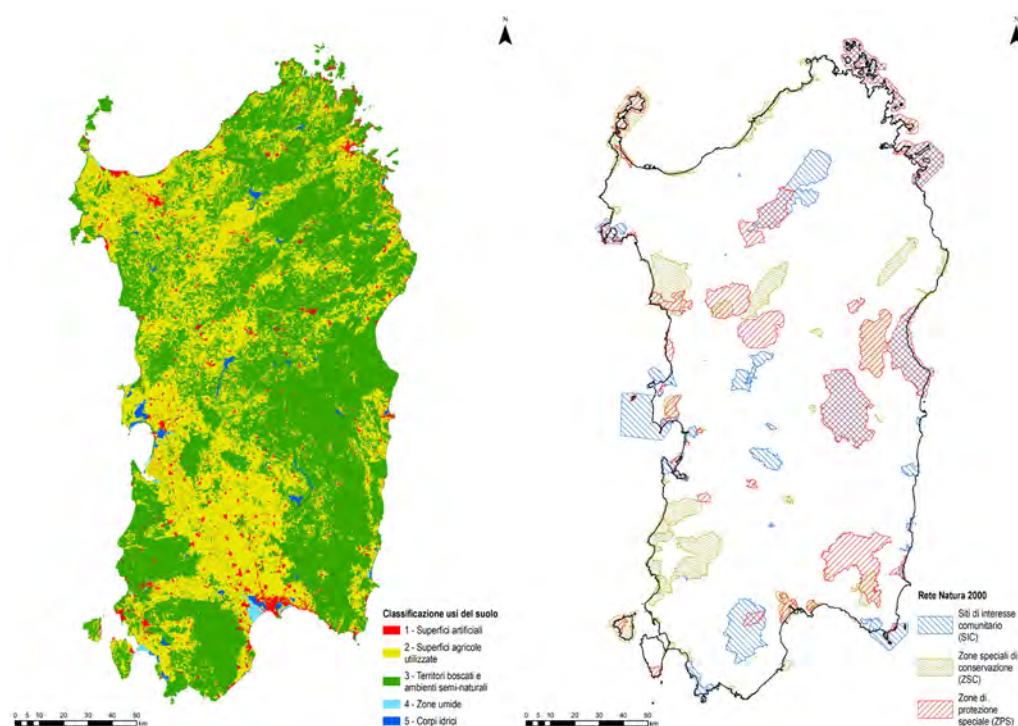 N
Classificazione usi del suolo
1 - Superfici artificiali
2 - Superfici agricole
utilizzate
3 - Territori boscati e
ambienti semi-naturali
4 - Zone umide
5 - Corpi idrici
0 5 10 20 30 40 50
km
N
Rete Natura 2000
Siti di interesse
comunitario
(SIC)
Zone speciali di
conservazione
(ZSC)
Zone di
protezione
speciale (ZPS)
0 5 10 20 30 40 50
km